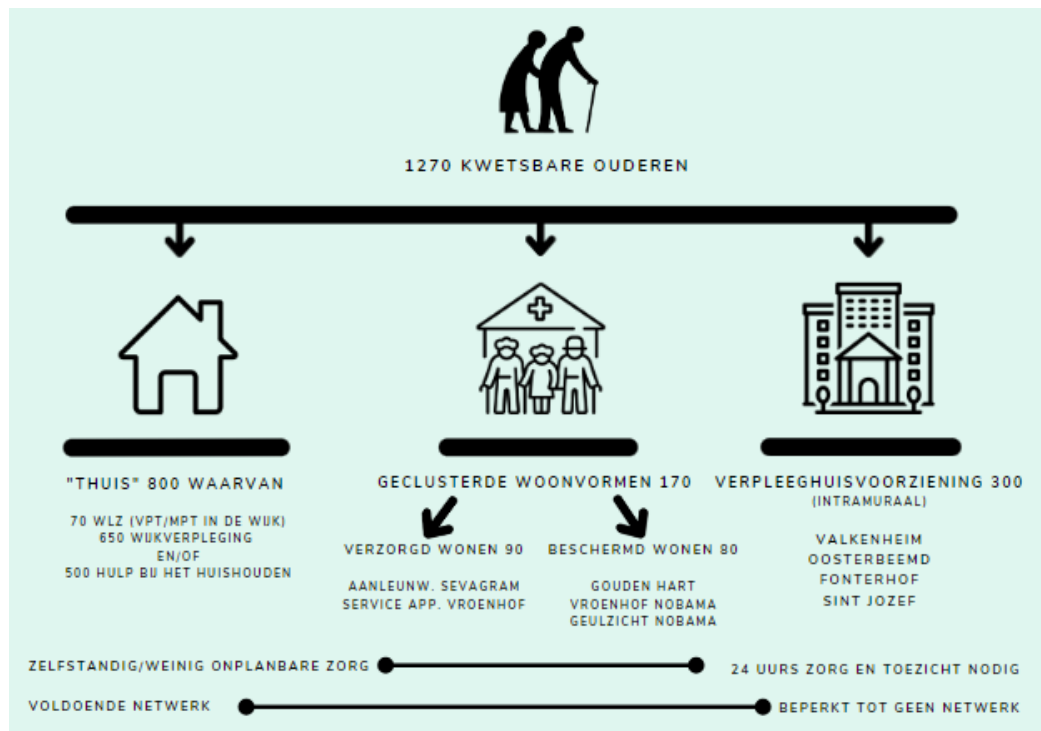 1270 KWETSBARE OUDEREN
"THUIS" 800 WAARVAN
70 WLZ (VPT/MPT IN DE WIJK)
650 WIJKVERPLEGING
EN/OF
500 HULP BIJ HET HUISHOUDEN
GECLUSTERDE WOONVORMEN 170
VERZORGD WONEN 90
AANLEUNW. SEVAGRAM
SERVICE APP. VROENHOF
BESCHERMD WONEN 80
GOUDEN HART
VROENHOF NOBAMA
GEULZICHT NOBAMA
VERPLEEGHUISVOORZIENING 300
(INTRAMURAAL)
VALKENHEIM
OOSTERBEEMD
FONTERHOF
SINT JOZEF
ZELFSTANDIG/WEINIG ONPLANBARE ZORG
24 UURS ZORG EN TOEZICHT NODIG
VOLDOENDE NETWERK
BEPERKT TOT GEEN NETWERK